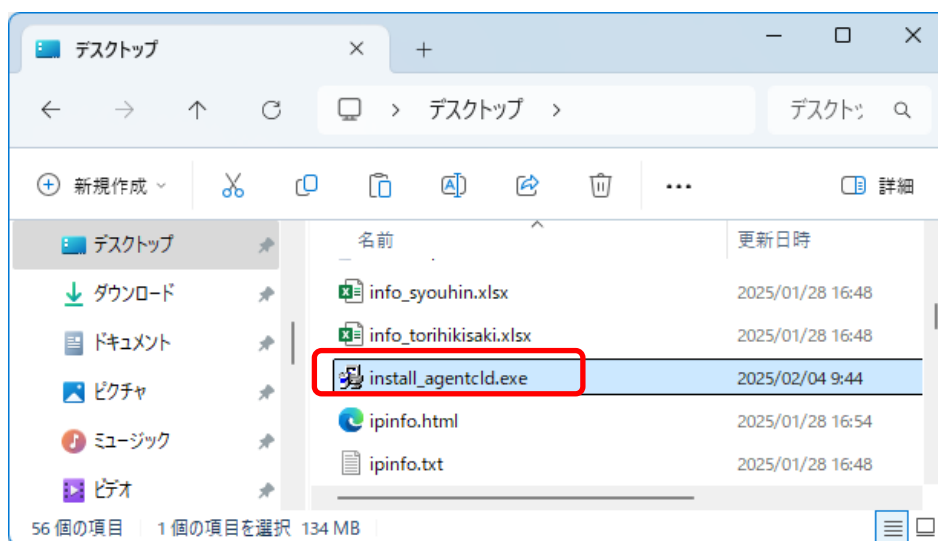 デスクトップ
デスクトップ
デスクトッ
新規作成
詳細
デスクトップ
ダウンロード
ドキュメント
ピクチャ
ミュージック
ビデオ
名前
更新日時
info_syouhin.xlsx
2025/01/28 16:48
info_torihikisaki.xlsx
2025/01/28 16:48
install_agentcld.exe
2025/02/04 9:44
ipinfo.html
2025/01/28 16:54
ipinfo.txt
2025/01/28 16:48
56 個の項目
1 個の項目を選択 134 MB